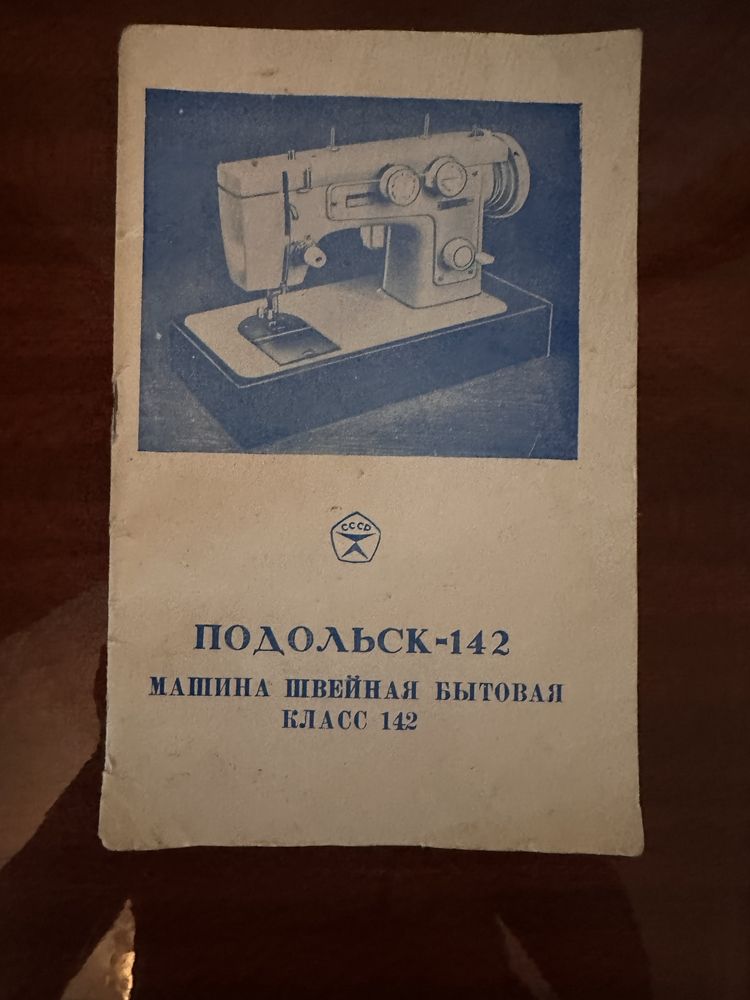 СССР
ПОДОЛЬСК-142
МАШИНА ШВЕЙНАЯ БЫТОВАЯ
КЛАСС 142